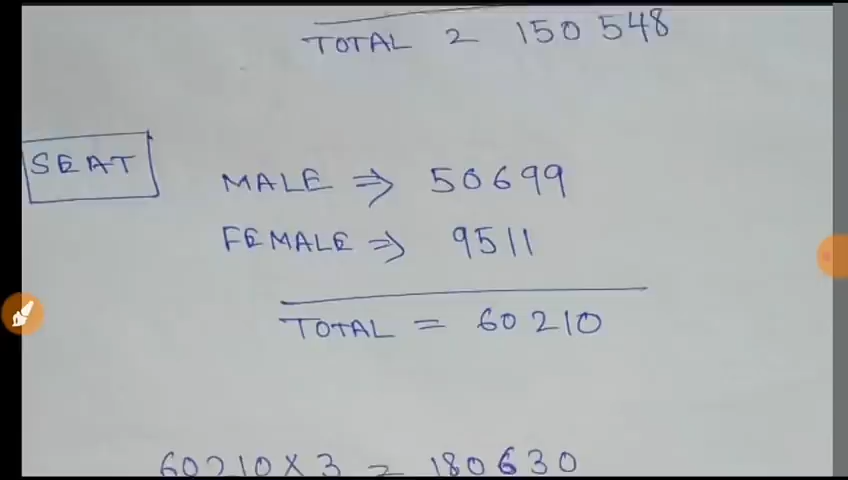 TOTAL = 150548
SEAT
MALE ⇒ 50699
FEMALE ⇒ 9511
TOTAL = 60210
60210 X 3 = 180630